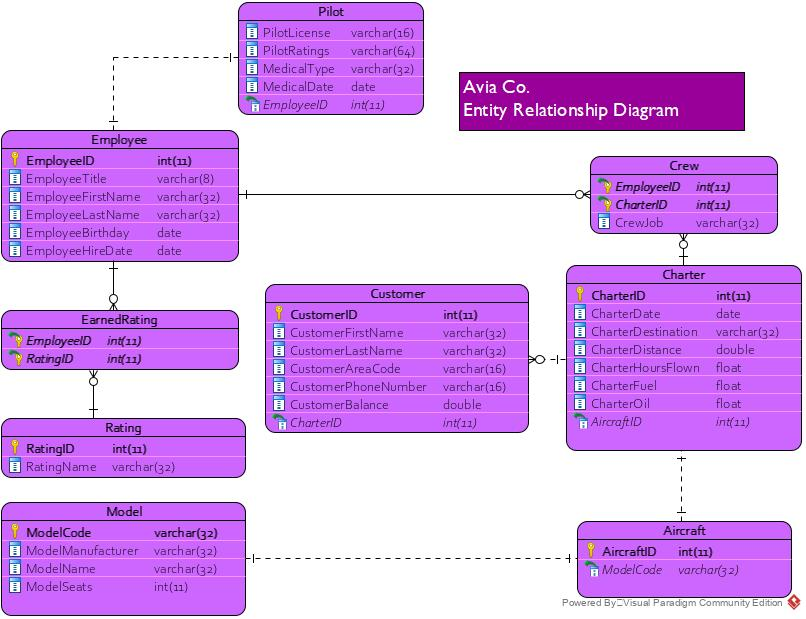 Pilot
PilotLicense varchar(16)
PilotRatings varchar(64)
MedicalType varchar(32)
MedicalDate date
EmployeeID int(11)
Avia Co.
Entity Relationship Diagram
Employee
EmployeeID int(11)
EmployeeTitle varchar(8)
EmployeeFirstName varchar(32)
EmployeeLastName varchar(32)
EmployeeBirthday date
EmployeeHireDate date
Crew
EmployeeID int(11)
CharterID int(11)
CrewJob varchar(32)
EarnedRating
EmployeeID int(11)
RatingID int(11)
Customer
CustomerID int(11)
CustomerFirstName varchar(32)
CustomerLastName varchar(32)
CustomerAreaCode varchar(16)
CustomerPhoneNumber varchar(16)
CustomerBalance double
CharterID int(11)
Charter
CharterID int(11)
CharterDate date
CharterDestination varchar(32)
CharterDistance double
CharterHoursFlown float
CharterFuel float
CharterOil float
AircraftID int(11)
Rating
RatingID int(11)
RatingName varchar(32)
Model
ModelCode varchar(32)
ModelManufacturer varchar(32)
ModelName varchar(32)
ModelSeats int(11)
Aircraft
AircraftID int(11)
ModelCode varchar(32)
Powered By Visual Paradigm Community Edition